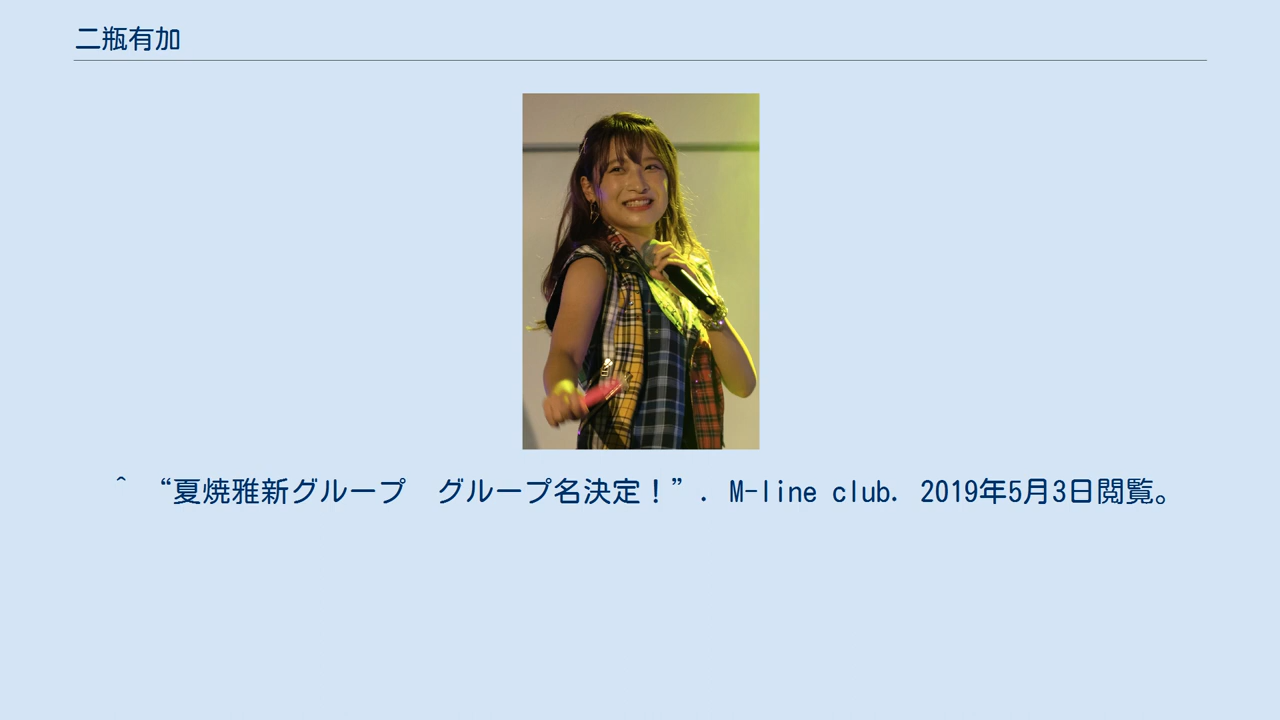 二瓶有加
^ “夏焼雅新グループ　グループ名決定！”. M-line club. 2019年5月3日閲覧。